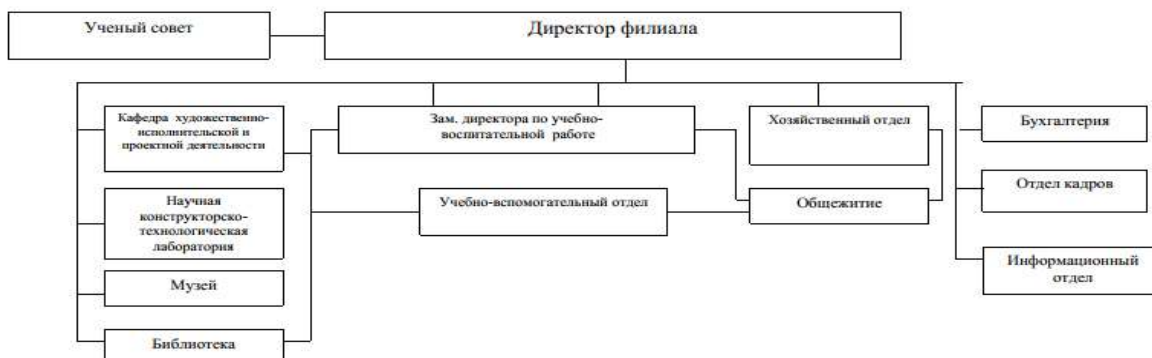 Ученый совет
Директор филиала
Кафедра художественно-
исполнительской и
проектной деятельности
Зам. директора по учебно-
воспитательной работе
Хозяйственный отдел
Бухгалтерия
Научная
конструкторско-
технологическая
лаборатория
Учебно-вспомогательный отдел
Общежитие
Отдел кадров
Музей
Информационный
отдел
Библиотека